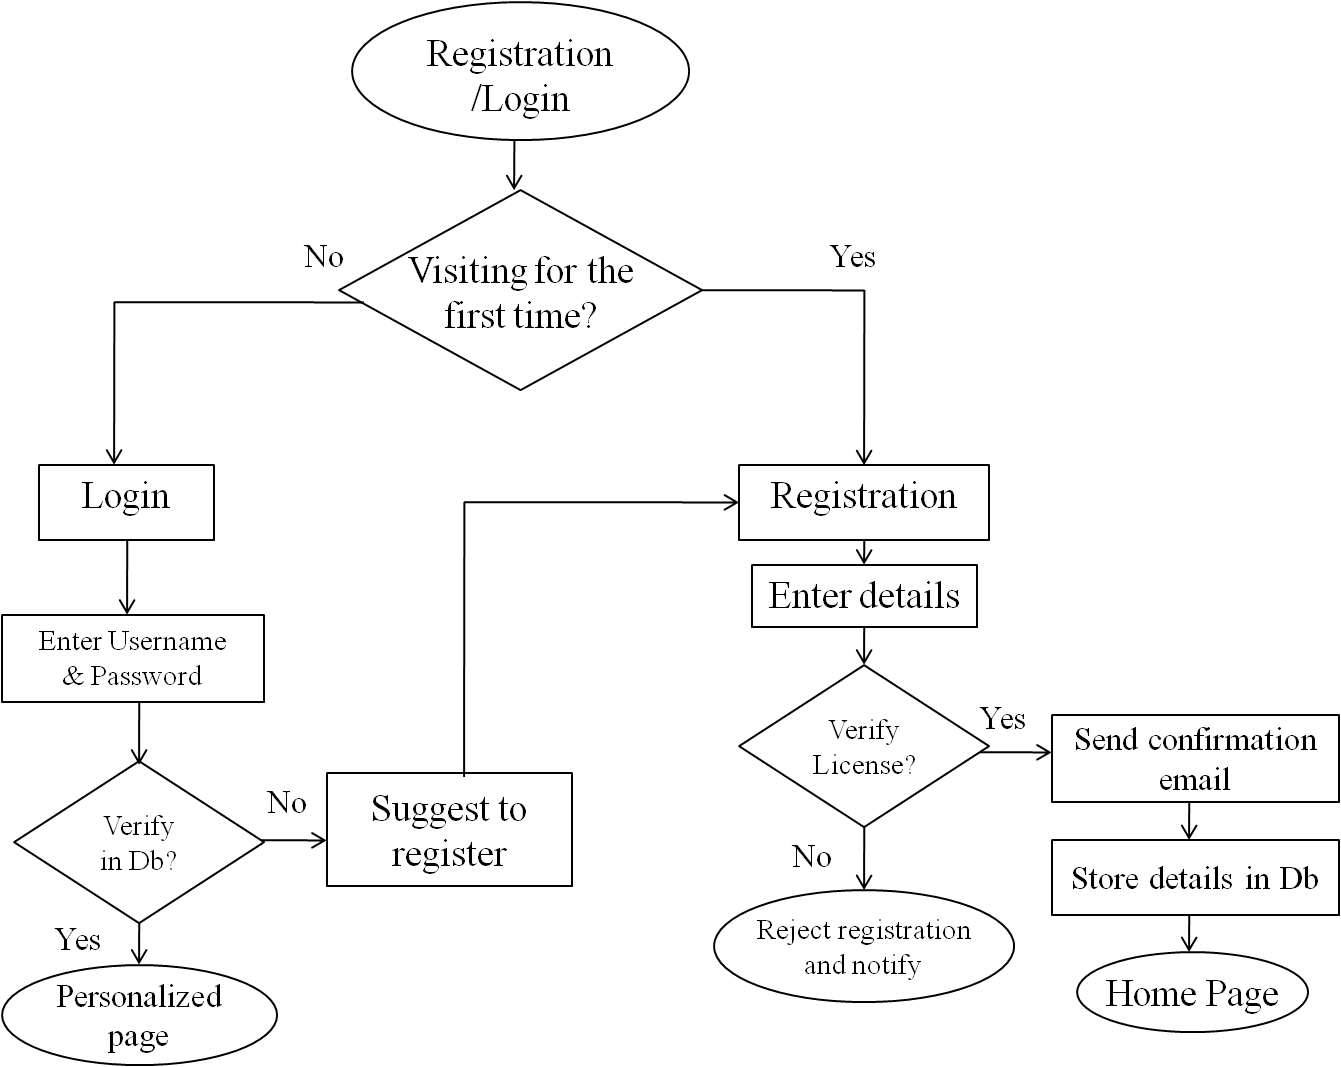 Registration
/Login
No
Yes
Visiting for the
first time?
Login
Registration
Enter details
Enter Username
& Password
Verify
License?
Yes
Send confirmation
email
No
Suggest to
register
Verify
in Db?
No
Store details in Db
Yes
Reject registration
and notify
Personalized
page
Home Page